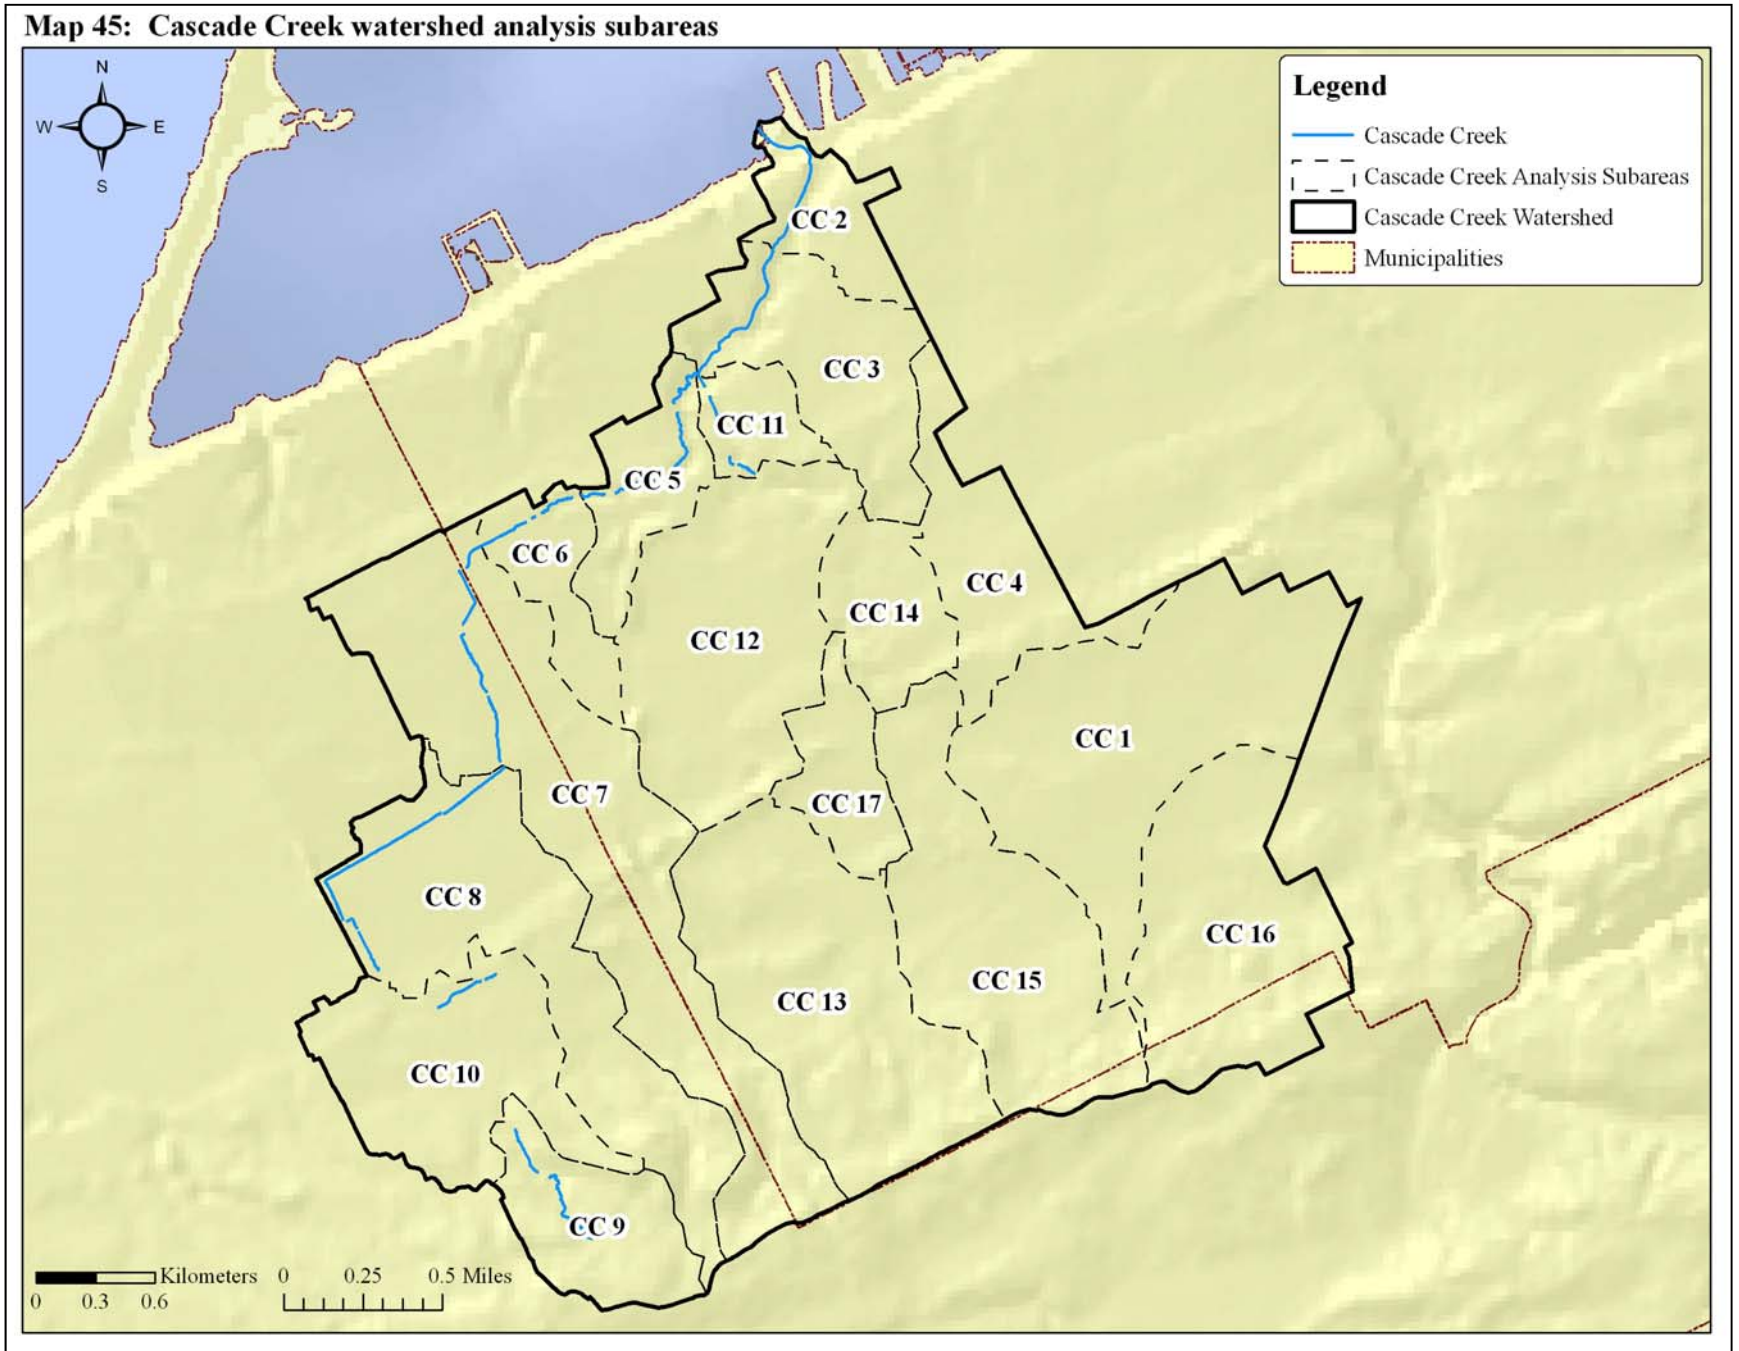 Map 45: Cascade Creek watershed analysis subareas
N
W E
S
Legend
Cascade Creek
Cascade Creek Analysis Subareas
Cascade Creek Watershed
Municipalities
CC 2
CC 3
CC 11
CC 5
CC 6
CC 4
CC 14
CC 12
CC 1
CC 7
CC 17
CC 8
CC 16
CC 15
CC 13
CC 10
CC 9
Kilometers 0 0.25 0.5 Miles
0 0.3 0.6